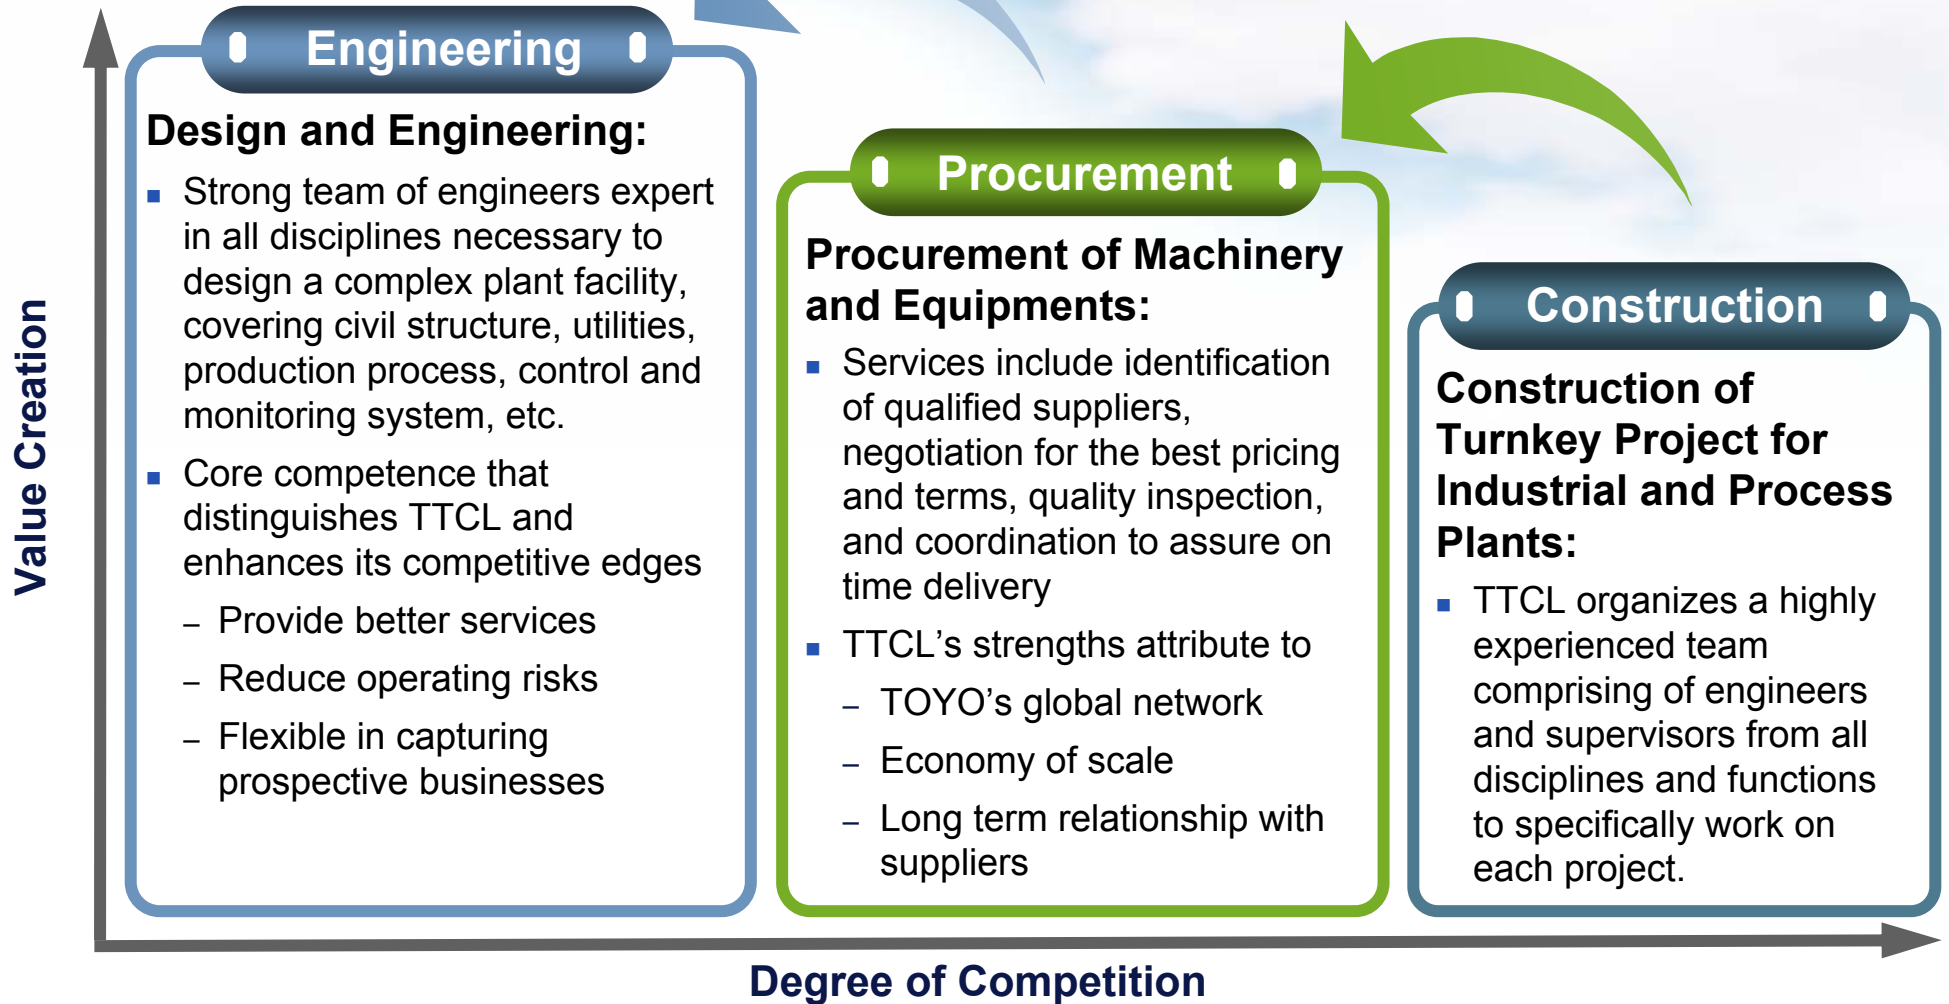 Engineering
Design and Engineering:
■ Strong team of engineers expert
in all disciplines necessary to
design a complex plant facility,
covering civil structure, utilities,
production process, control and
monitoring system, etc.
■ Core competence that
distinguishes TTCL and
enhances its competitive edges
– Provide better services
– Reduce operating risks
– Flexible in capturing
prospective businesses
Procurement
Procurement of Machinery
and Equipments:
■ Services include identification
of qualified suppliers,
negotiation for the best pricing
and terms, quality inspection,
and coordination to assure on
time delivery
■ TTCL’s strengths attribute to
– TOYO’s global network
– Economy of scale
– Long term relationship with
suppliers
Construction
Construction of
Turnkey Project for
Industrial and Process
Plants:
■ TTCL organizes a highly
experienced team
comprising of engineers
and supervisors from all
disciplines and functions
to specifically work on
each project.
Value Creation
Degree of Competition